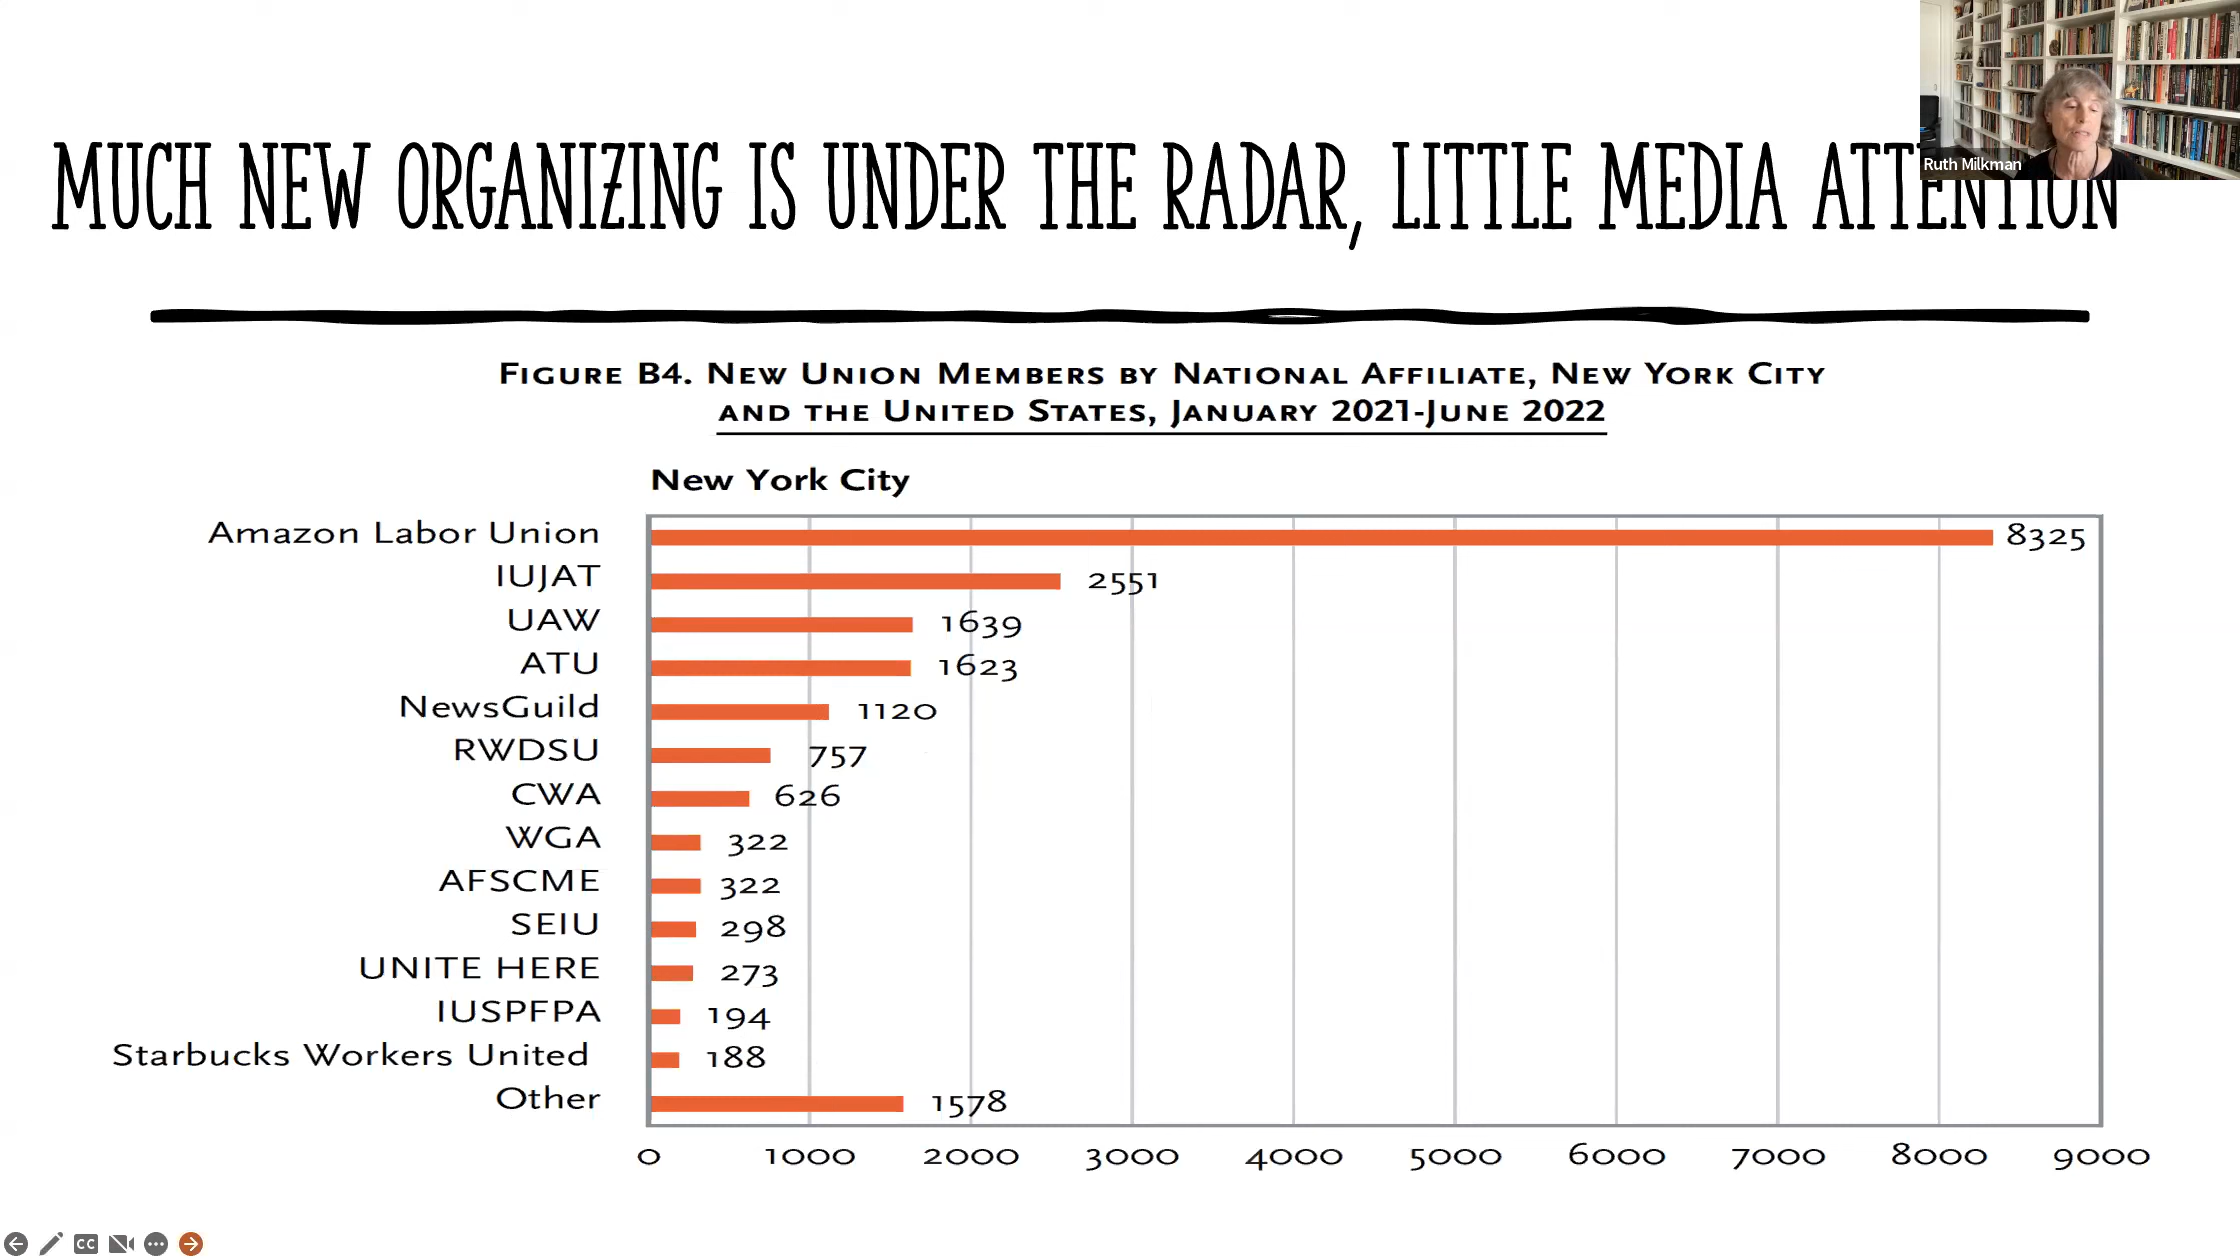 MUCH NEW ORGANIZING IS UNDER THE RADAR, LITTLE MEDIA ATTENTION
Ruth Milkman
FIGURE B4. NEW UNION MEMBERS BY NATIONAL AFFILIATE, NEW YORK CITY
AND THE UNITED STATES, JANUARY 2021-JUNE 2022
New York City
Amazon Labor Union 8325
IUJAT 2551
UAW 1639
ATU 1623
NewsGuild 1120
RWDSU 757
CWA 626
WGA 322
AFSCME 322
SEIU 298
UNITE HERE 273
IUSPFPA 194
Starbucks Workers United 188
Other 1578
0 1000 2000 3000 4000 5000 6000 7000 8000 9000
CC